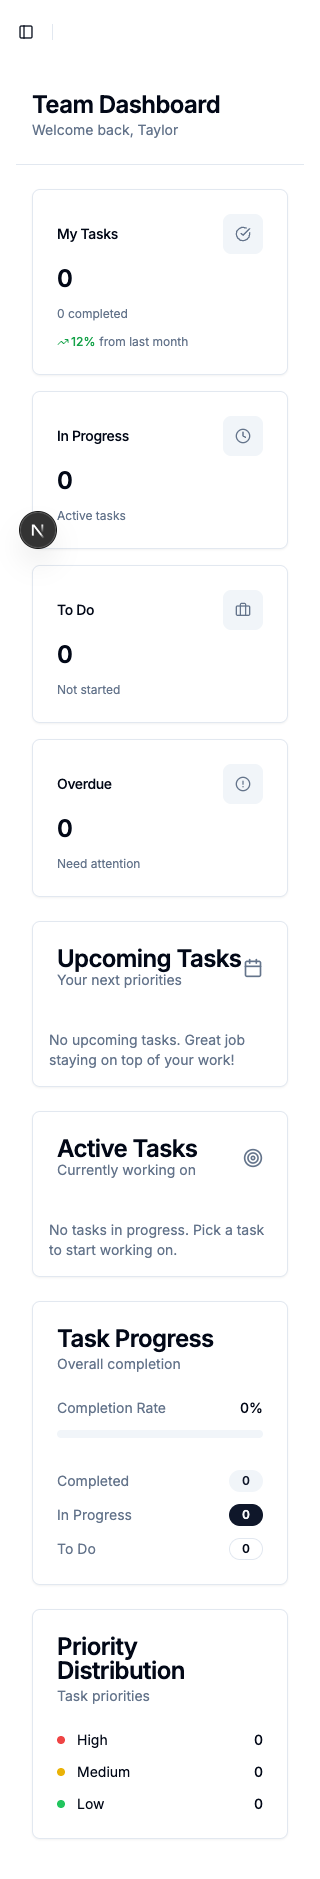 Team Dashboard
Welcome back, Taylor
My Tasks
0
0 completed
12% from last month
In Progress
0
Active tasks
N
To Do
0
Not started
Overdue
0
Need attention
Upcoming Tasks
Your next priorities
No upcoming tasks. Great job
staying on top of your work!
Active Tasks
Currently working on
No tasks in progress. Pick a task
to start working on.
Task Progress
Overall completion
Completion Rate 0%
Completed 0
In Progress 0
To Do 0
Priority
Distribution
Task priorities
High 0
Medium 0
Low 0